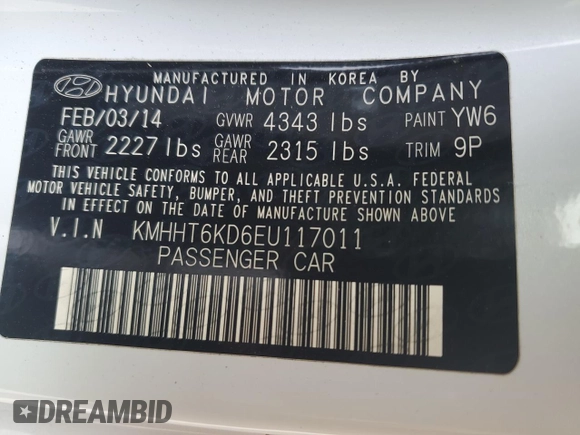 MANUFACTURED IN KOREA BY
HYUNDAI MOTOR COMPANY
FEB/03/14 GVWR 4343 lbs PAINT YW6
GAWR FRONT 2227 lbs GAWR REAR 2315 lbs TRIM 9P
THIS VEHICLE CONFORMS TO ALL APPLICABLE U.S.A. FEDERAL
MOTOR VEHICLE SAFETY, BUMPER, AND THEFT PREVENTION STANDARDS
IN EFFECT ON THE DATE OF MANUFACTURE SHOWN ABOVE
V.I.N KMHHT6KD6EU117011
PASSENGER CAR
DREAMBID